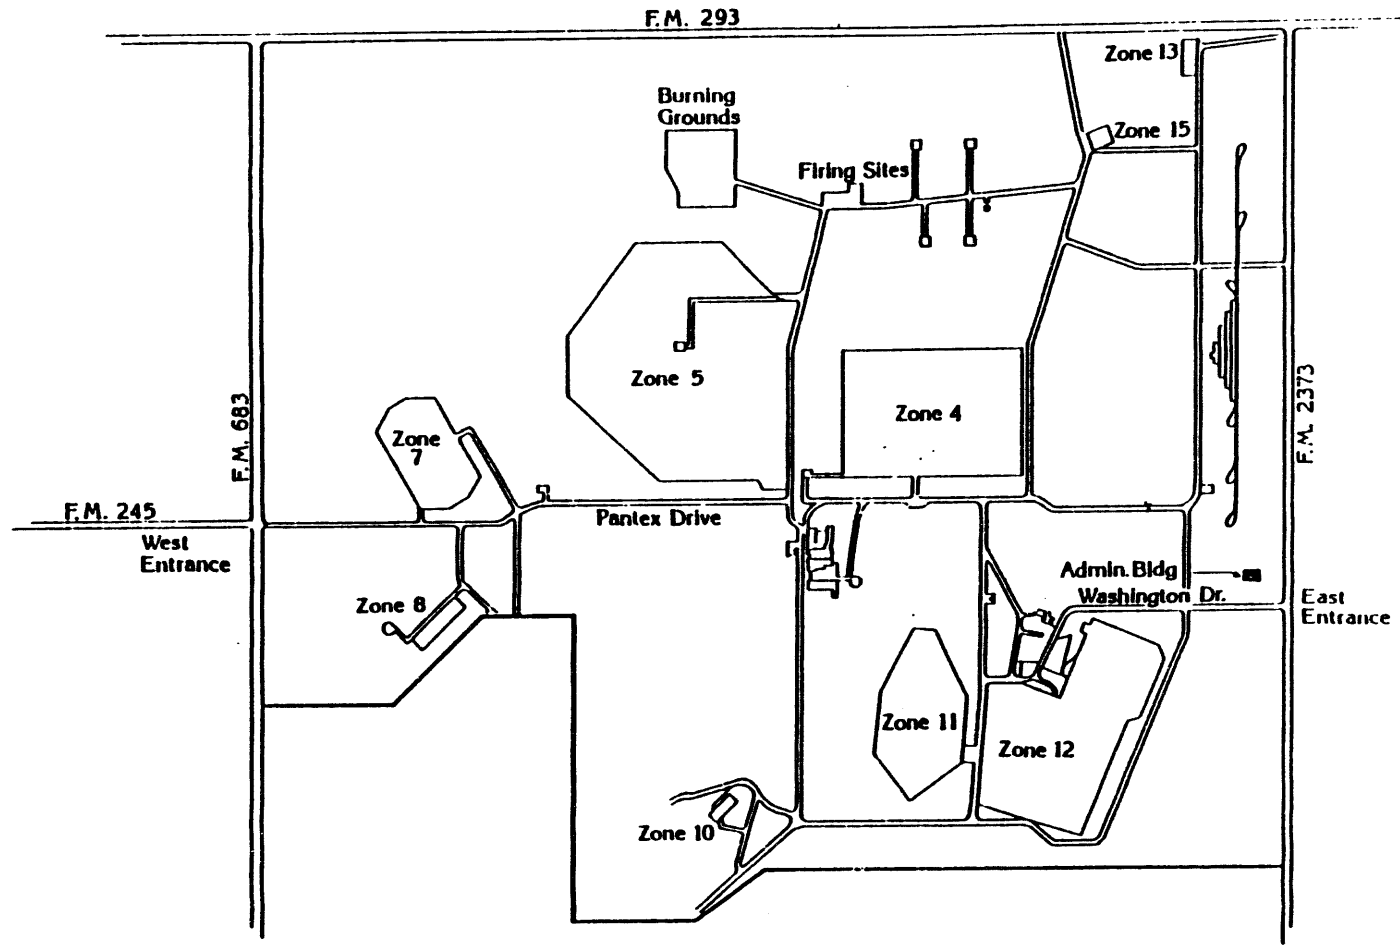 F.M. 293
Zone 13
Burning
Grounds
Zone 15
Firing Sites
Zone 5
Zone 4
F.M. 683
F.M. 2373
Zone
7
F.M. 245
Pantex Drive
West
Entrance
Admin. Bldg
Washington Dr.
East
Entrance
Zone 8
Zone 11
Zone 12
Zone 10